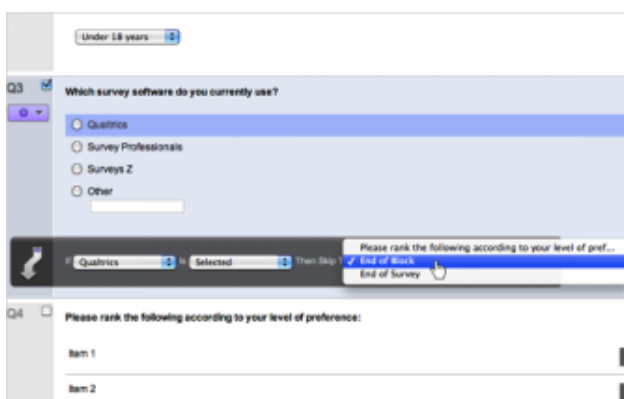 Under 18 years
Q3
Which survey software do you currently use?
Qualtrics
Survey Professionals
Surveys Z
Other
If Qualtrics Is Selected Then Skip T
Please rank the following according to your level of pref...
✓ End of Block
End of Survey
Q4
Please rank the following according to your level of preference:
Item 1
Item 2